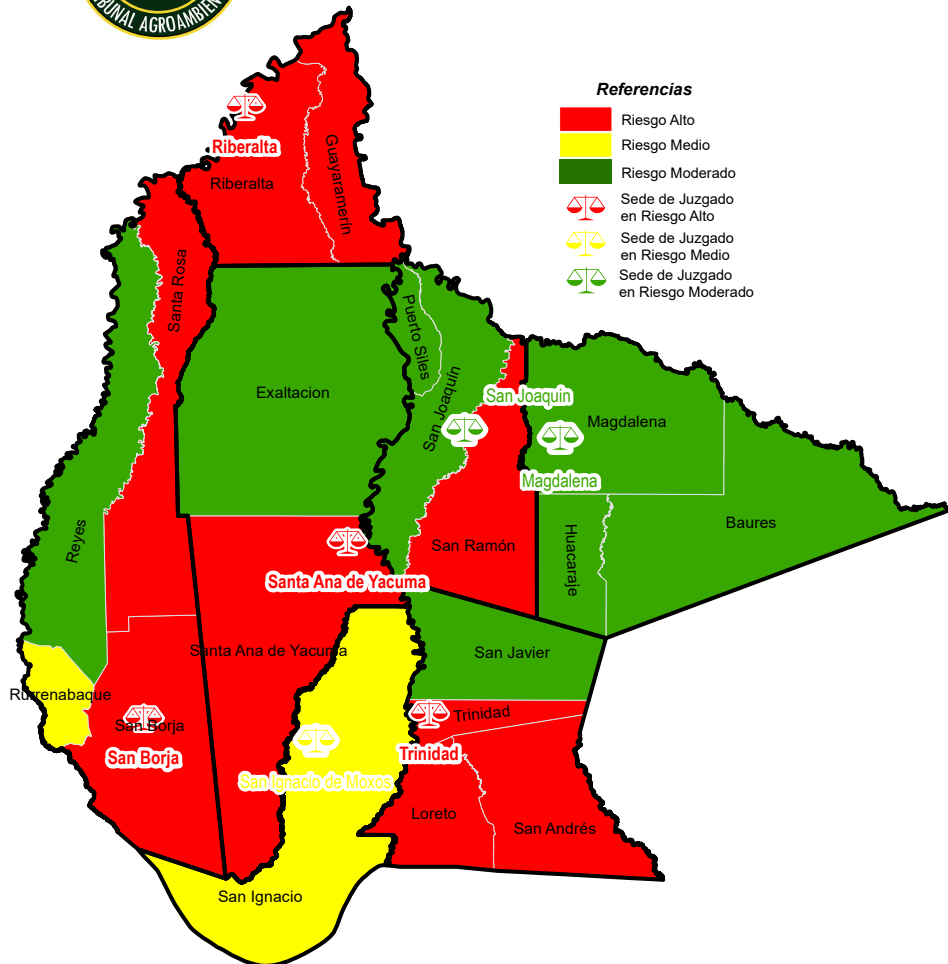 TRIBUNAL AGROAMBIEN
Referencias
Riesgo Alto
Riesgo Medio
Riesgo Moderado
Sede de Juzgado
en Riesgo Alto
Sede de Juzgado
en Riesgo Medio
Sede de Juzgado
en Riesgo Moderado
Riberalta
Riberalta
Guayaramerín
Santa Rosa
Puerto Siles
Exaltacion
San Joaquín
San Joaquin
Magdalena
Magdalena
Reyes
San Ramón
Huacaraje
Baures
Santa Ana de Yacuma
Santa Ana de Yacuma
San Javier
Rurrenabaque
San Borja
San Borja
Trinidad
Trinidad
San Ignacio de Moxos
Loreto
San Andrés
San Ignacio